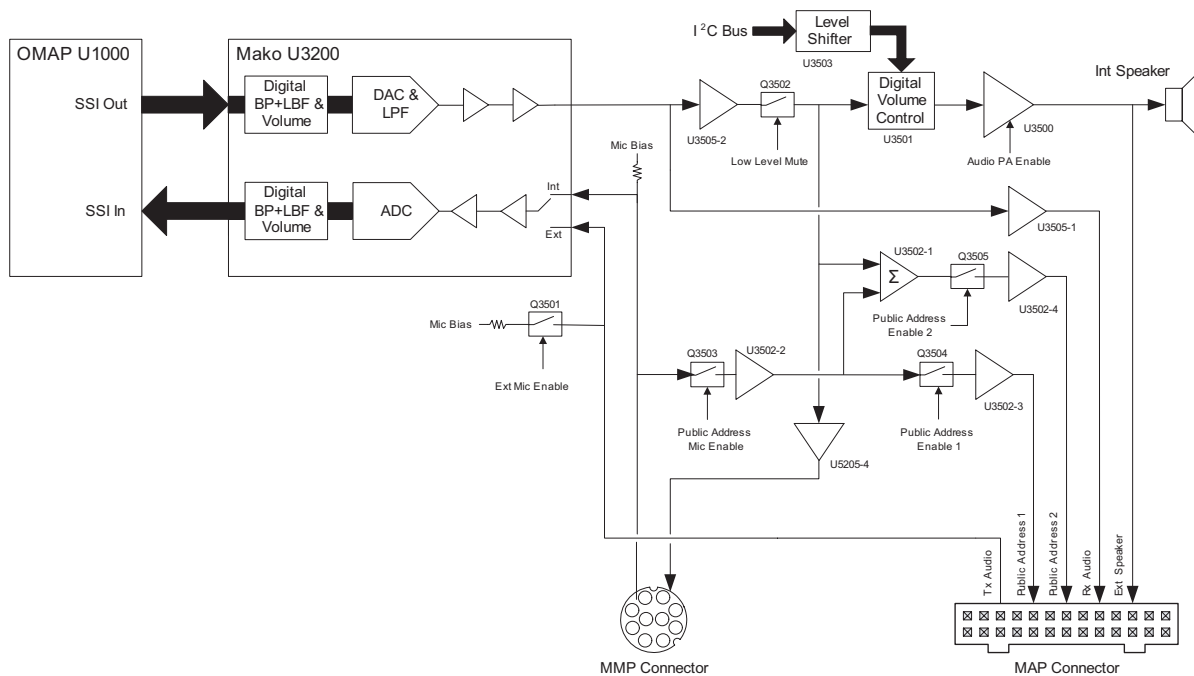 OMAP U1000
SSI Out
SSI In
Mako U3200
Digital
BP+LBF &
Volume
DAC &
LPF
Digital
BP+LBF &
Volume
ADC
Int
Ext
I2C Bus
Level
Shifter
U3503
Q3502
U3505-2
Low Level Mute
Digital
Volume
Control
U3501
U3500
Audio PA Enable
Int Speaker
Mic Bias
U3505-1
U3502-1
Σ
Q3505
U3502-4
Public Address
Enable 2
Q3501
Mic Bias
Ext Mic Enable
Q3503
U3502-2
Public Address
Mic Enable
Q3504
U3502-3
Public Address
Enable 1
U5205-4
Tx Audio
Public Address 1
Public Address 2
Rx Audio
Ext Speaker
MMP Connector
MAP Connector